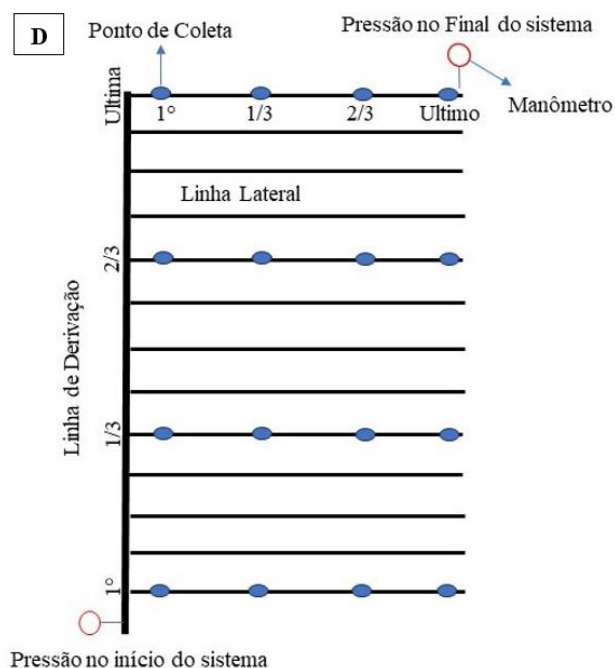 D
Ponto de Coleta
Pressão no Final do sistema
Manômetro
Ultima
1° 1/3 2/3 Ultimo
Linha Lateral
2/3
Linha de Derivação
1/3
1°
Pressão no início do sistema